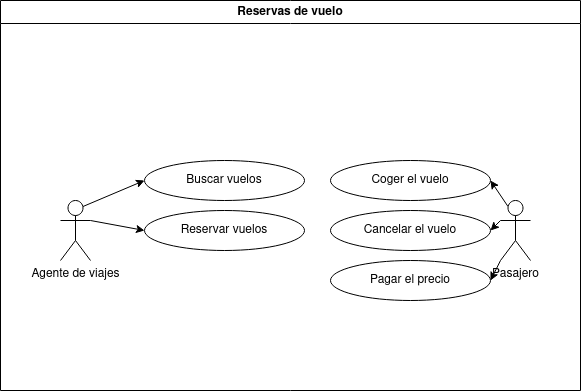 Reservas de vuelo
Buscar vuelos
Coger el vuelo
Reservar vuelos
Cancelar el vuelo
Agente de viajes
Pagar el precio
Pasajero